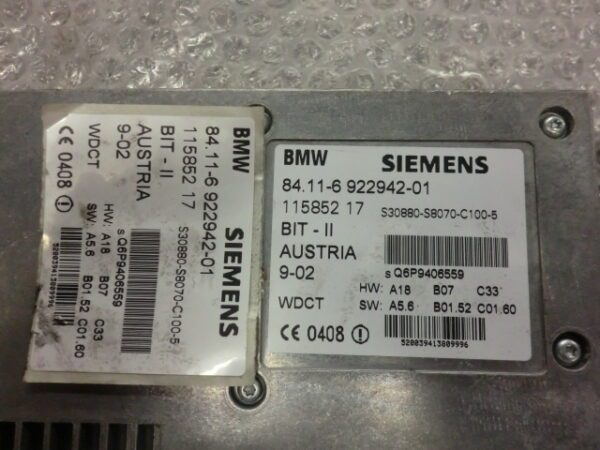 BMW SIEMENS
84.11-6 922942-01
115852 17 S30880-S8070-C100-5
BIT - II
AUSTRIA
9-02 S Q6P9406559
HW: A18 B07 C33
WDCT SW: A5.6 B01.52 C01.60
CE 0408 !
520039413809996
BMW SIEMENS
84.11-6 922942-01
115852 17 S30880-S8070-C100-5
BIT - II
AUSTRIA
9-02 S Q6P9406559
HW: A18 B07 C33
WDCT SW: A5.6 B01.52 C01.60
CE 0408 !
520039413809996